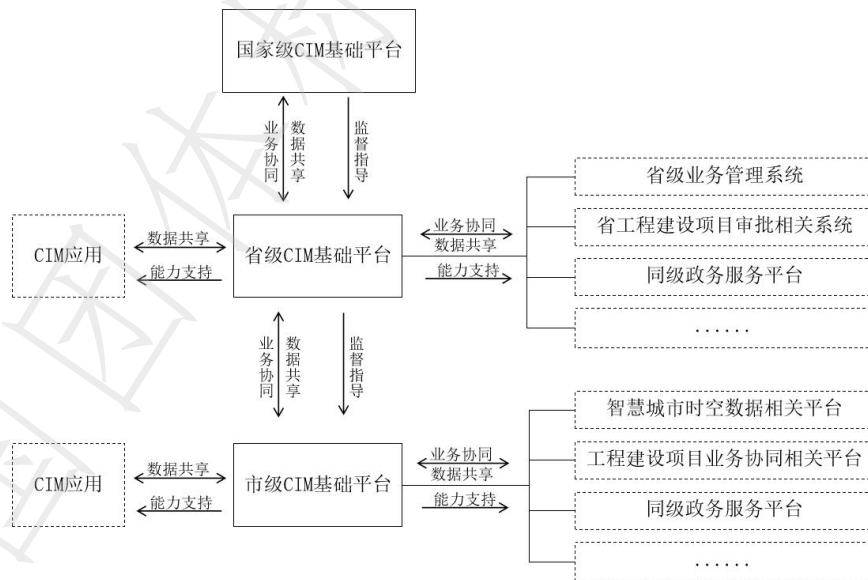 国家级CIM基础平台
业务协同
数据共享
监督指导
省级业务管理系统
省工程建设项目审批相关系统
同级政务服务平台
......
CIM应用
数据共享
能力支持
省级CIM基础平台
业务协同
数据共享
能力支持
业务协同
数据共享
监督指导
智慧城市时空数据相关平台
工程建设项目业务协同相关平台
同级政务服务平台
......
CIM应用
数据共享
能力支持
市级CIM基础平台
业务协同
数据共享
能力支持
团体